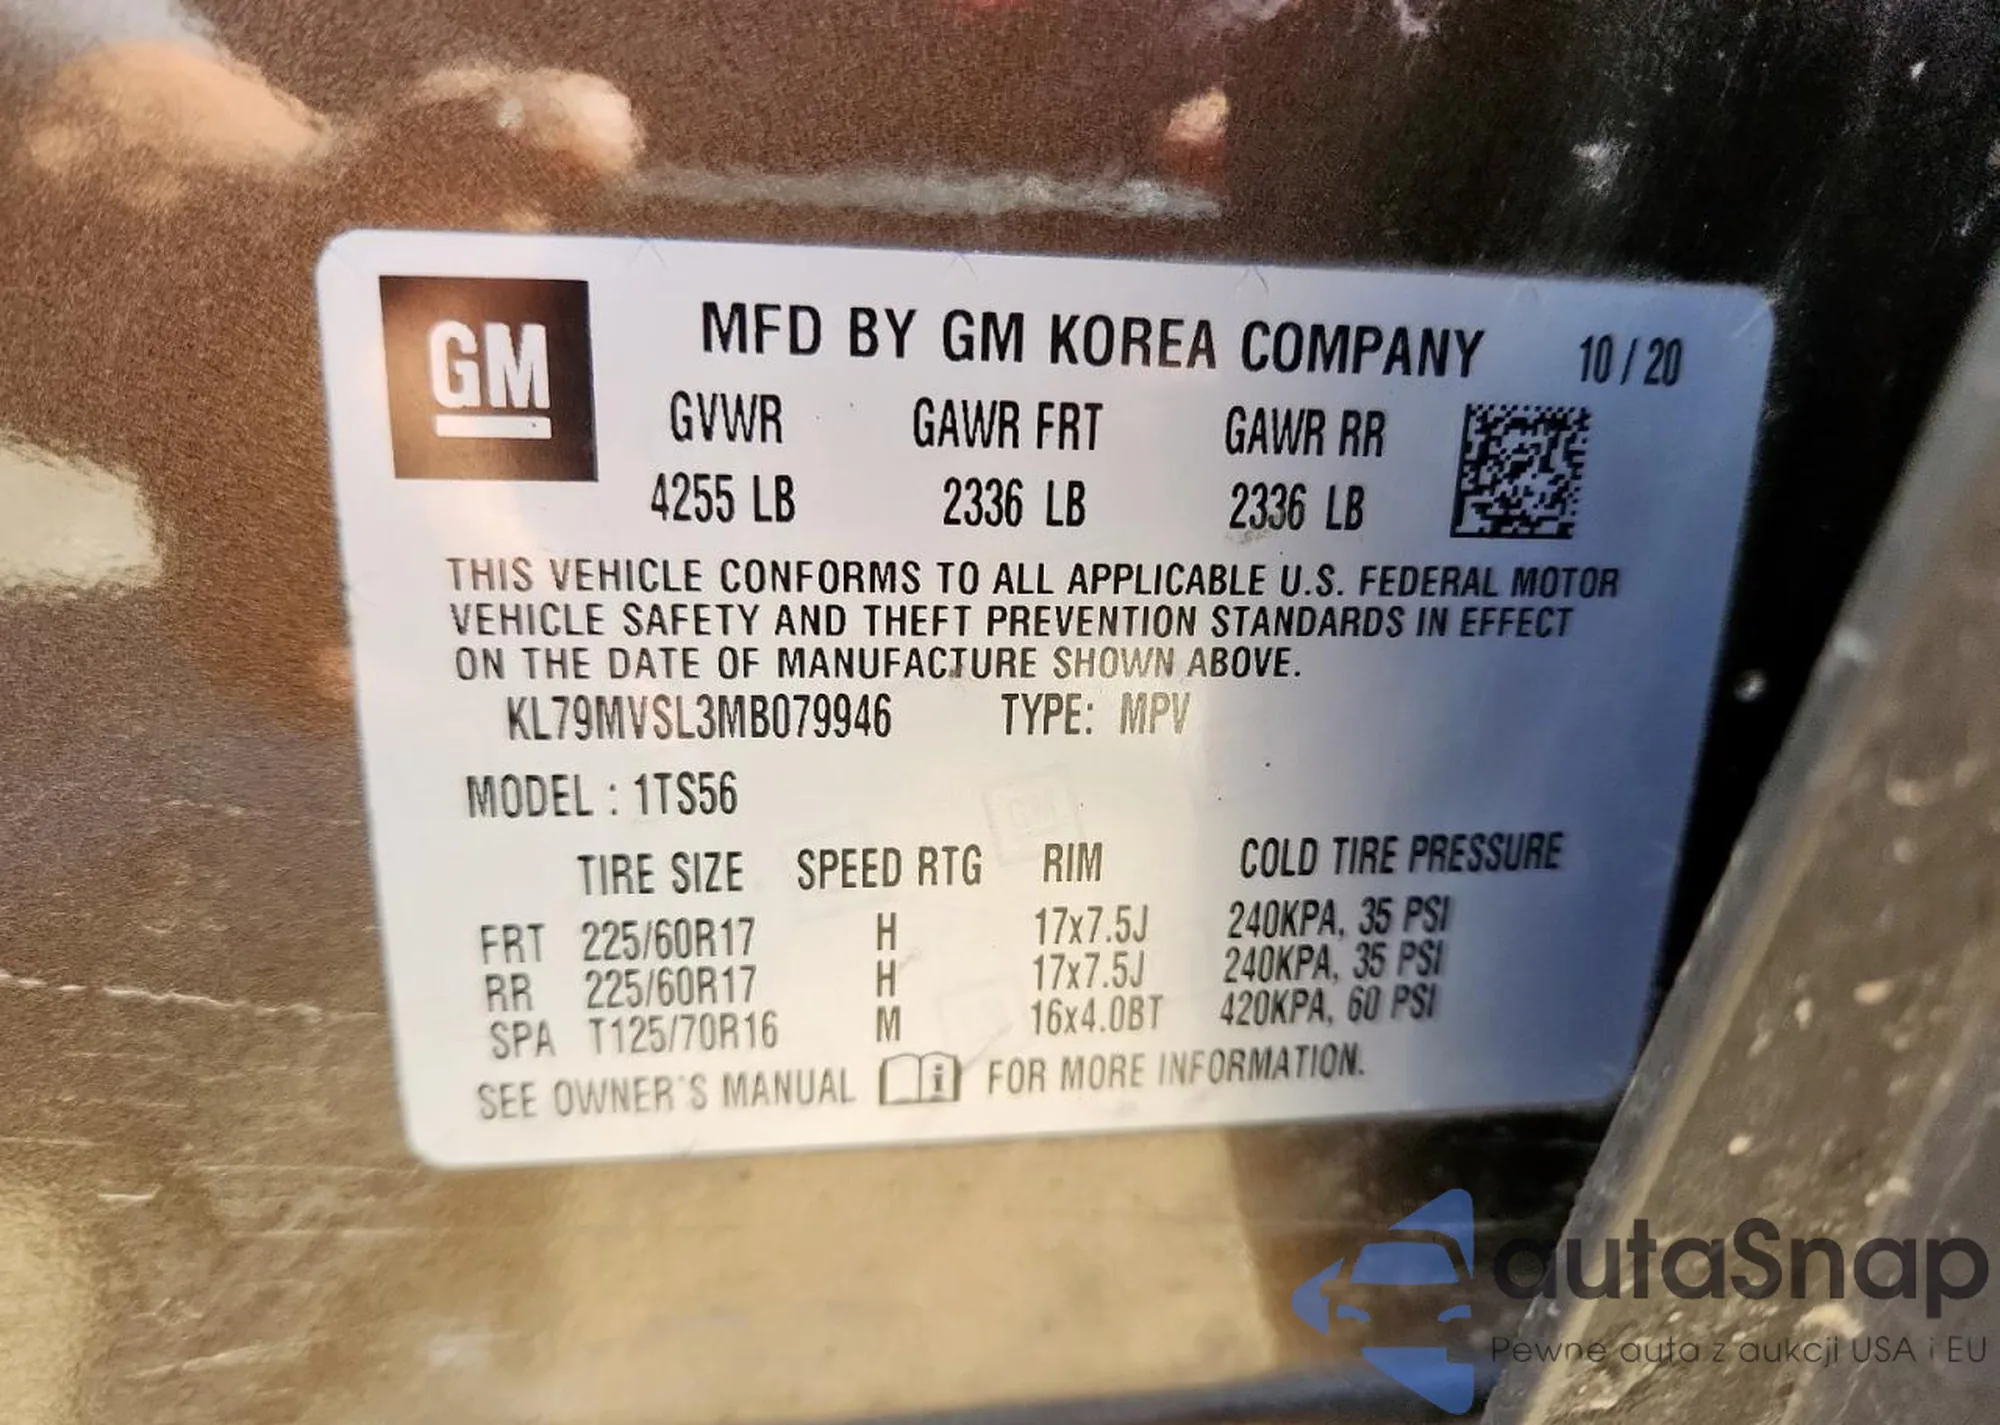 GM
MFD BY GM KOREA COMPANY 10 / 20
GVWR GAWR FRT GAWR RR
4255 LB 2336 LB 2336 LB
THIS VEHICLE CONFORMS TO ALL APPLICABLE U.S. FEDERAL MOTOR
VEHICLE SAFETY AND THEFT PREVENTION STANDARDS IN EFFECT
ON THE DATE OF MANUFACTURE SHOWN ABOVE.
KL79MVSL3MB079946 TYPE: MPV
MODEL : 1TS56
TIRE SIZE SPEED RTG RIM COLD TIRE PRESSURE
FRT 225/60R17 H 17x7.5J 240KPA, 35 PSI
RR 225/60R17 H 17x7.5J 240KPA, 35 PSI
SPA T125/70R16 M 16x4.0BT 420KPA, 60 PSI
SEE OWNER'S MANUAL i FOR MORE INFORMATION.
autaSnap
Pewne auta z aukcji USA i EU